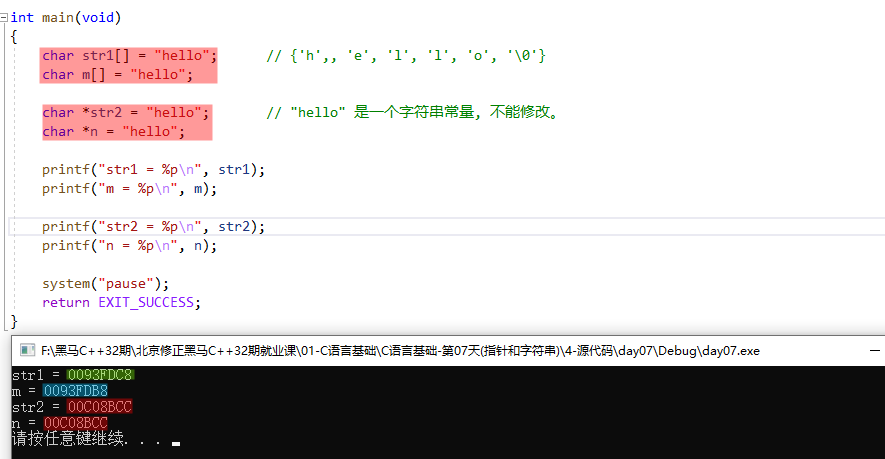 int main(void)
{
char str1[] = "hello"; // {'h',, 'e', 'l', 'l', 'o', '\0'}
char m[] = "hello";
char *str2 = "hello"; // "hello" 是一个字符串常量, 不能修改。
char *n = "hello";
printf("str1 = %p\n", str1);
printf("m = %p\n", m);
printf("str2 = %p\n", str2);
printf("n = %p\n", n);
system("pause");
return EXIT_SUCCESS;
}
F:\黑马C++32期\北京修正黑马C++32期就业课\01-C语言基础\C语言基础-第07天(指针和字符串)\4-源代码\day07\Debug\day07.exe
str1 = 0093FDC8
m = 0093FDB8
str2 = 00C08BCC
n = 00C08BCC
请按任意键继续. . .